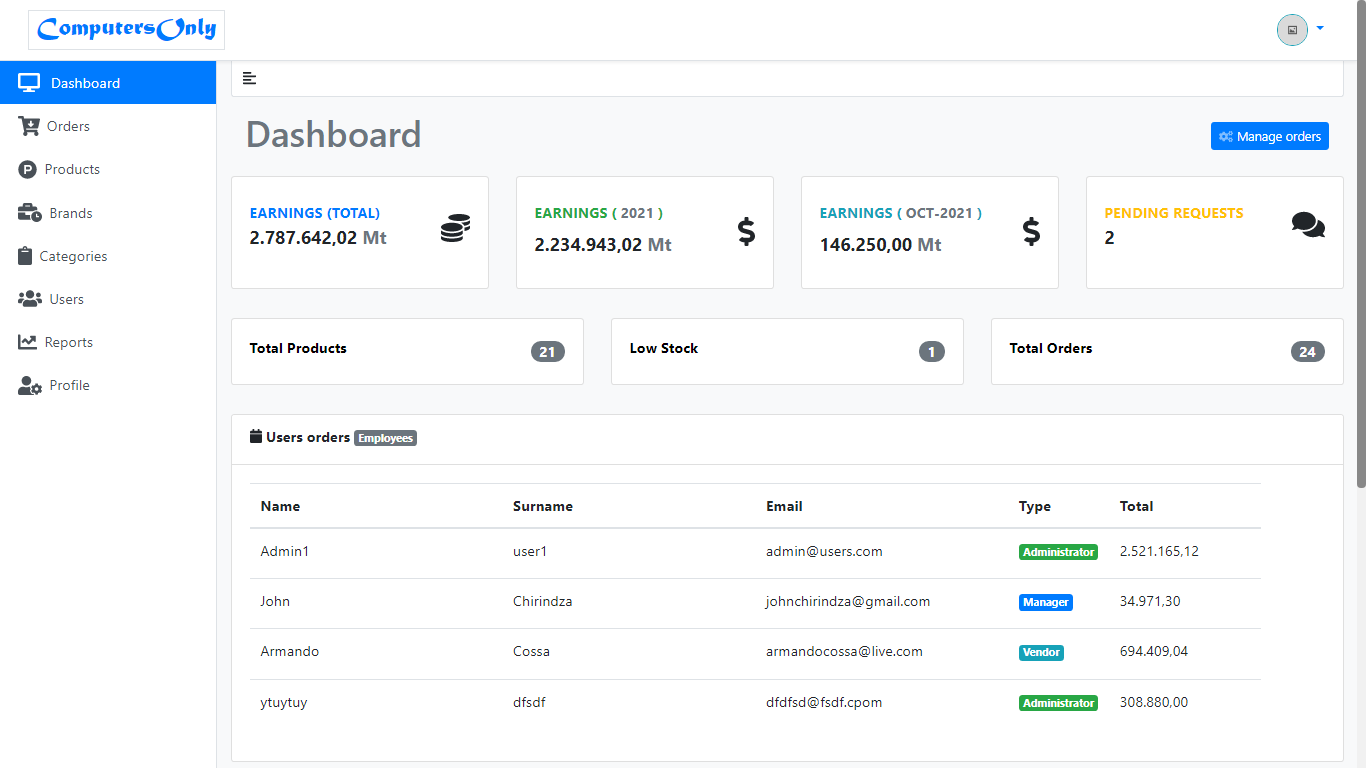 ComputersOnly
Dashboard
Orders
Products
Brands
Categories
Users
Reports
Profile
Dashboard
Manage orders
EARNINGS (TOTAL)
2.787.642,02 Mt
EARNINGS ( 2021 )
2.234.943,02 Mt
EARNINGS ( OCT-2021 )
146.250,00 Mt
PENDING REQUESTS
2
Total Products 21
Low Stock 1
Total Orders 24
Users orders Employees
Name Surname Email Type Total
Admin1 user1 admin@users.com Administrator 2.521.165,12
John Chirindza johnchirindza@gmail.com Manager 34.971,30
Armando Cossa armandocossa@live.com Vendor 694.409,04
ytuytuy dfsdf dfdfsd@fsdf.cpom Administrator 308.880,00